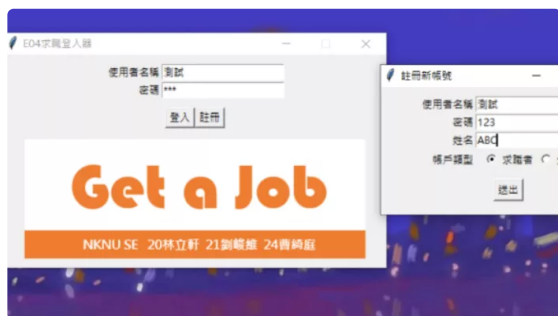 E04求職登入器
使用者名稱 測試
密碼 ***
登入 註冊
Get a Job
NKNU SE 20林立軒 21劉峻維 24曹綺庭
註冊新帳號
使用者名稱 測試
密碼 123
姓名 ABC
帳戶類型 求職者
送出